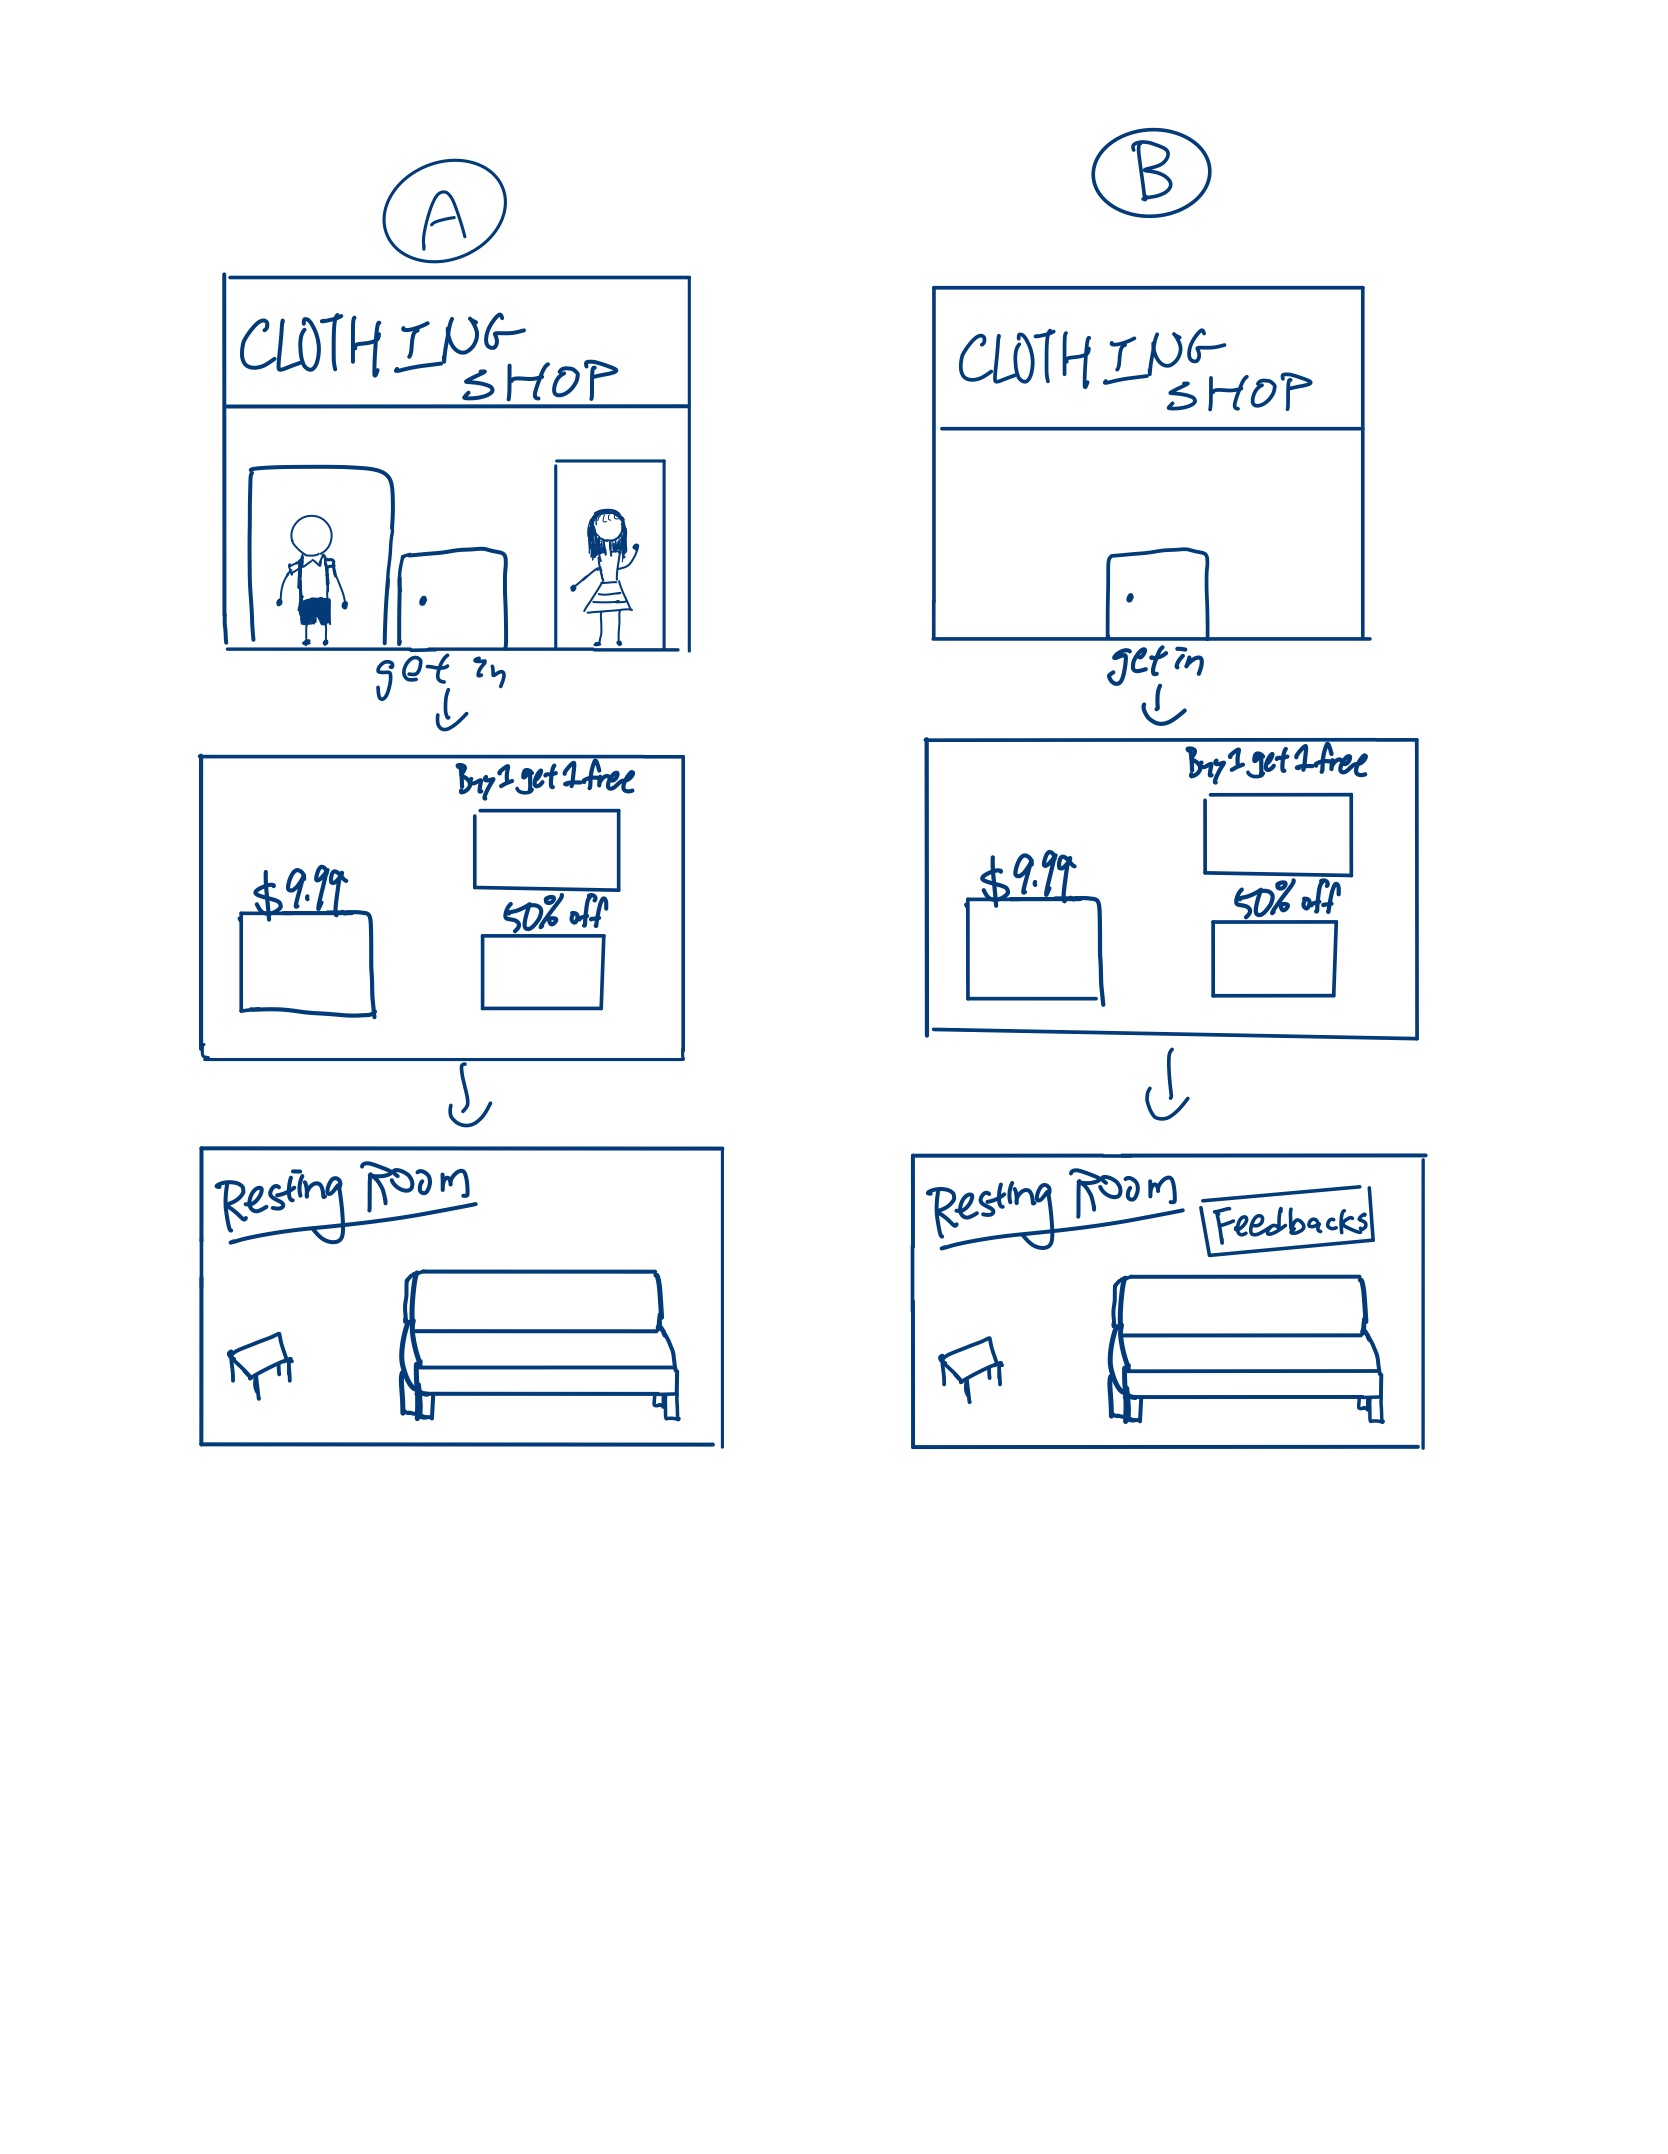 A
CLOTHING
SHOP
get in
Buy 1 get 1 free
$9.99
50% off
Resting Room
B
CLOTHING
SHOP
get in
Buy 1 get 1 free
$9.99
50% off
Resting Room
Feedbacks